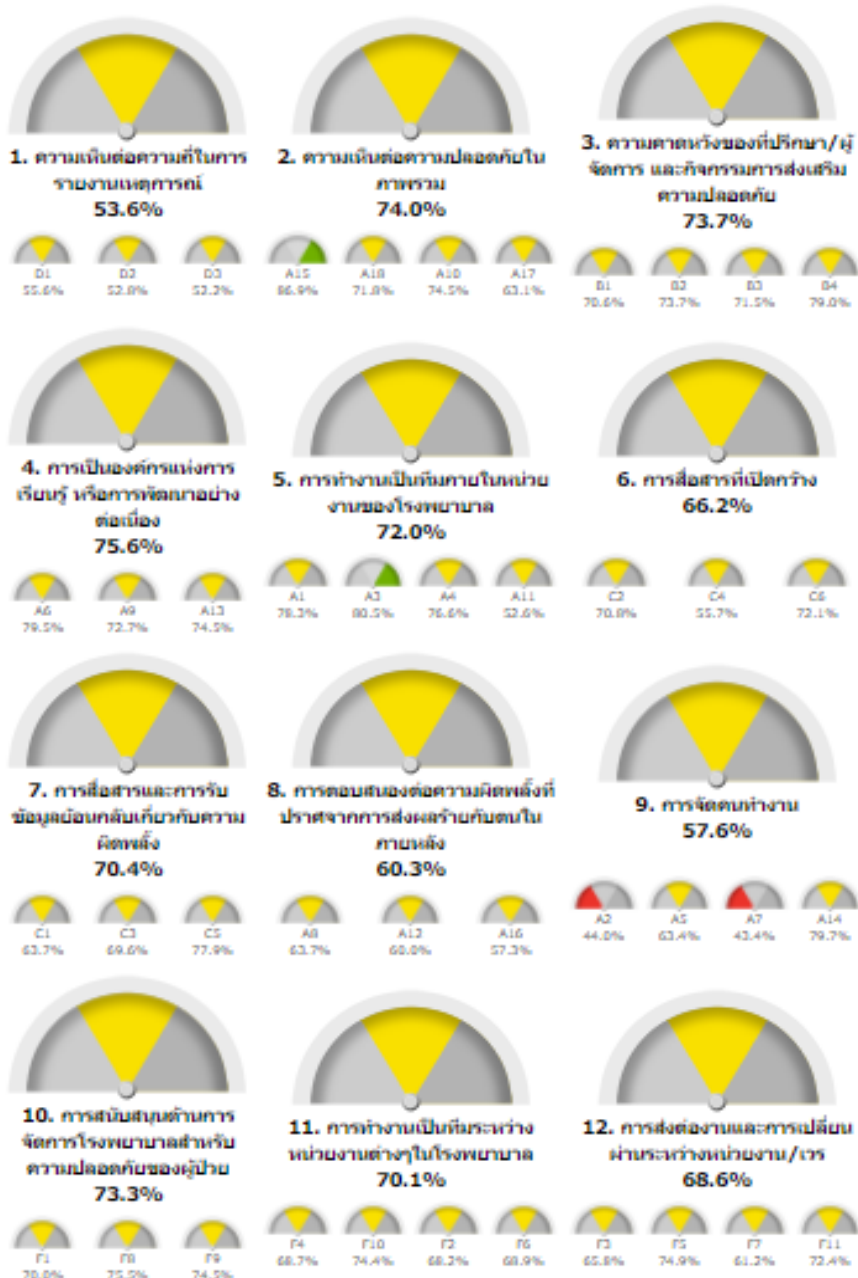 1. ความเห็นต่อความถี่ในการ
รายงานเหตุการณ์
53.6%
D1 D2 D3
55.6% 52.8% 52.2%
2. ความเห็นต่อความปลอดภัยใน
ภาพรวม
74.0%
A15 A18 A10 A17
86.9% 71.8% 74.5% 63.1%
3. ความคาดหวังของที่ปรึกษา/ผู้
จัดการ และกิจกรรมการส่งเสริม
ความปลอดภัย
73.7%
B1 B2 B3 B4
70.6% 73.7% 71.5% 79.0%
4. การเป็นองค์กรแห่งการ
เรียนรู้ หรือการพัฒนาอย่าง
ต่อเนื่อง
75.6%
A6 A9 A13
79.5% 72.7% 74.5%
5. การทำงานเป็นทีมภายในหน่วย
งานของโรงพยาบาล
72.0%
A1 A3 A4 A11
78.3% 80.5% 76.6% 52.6%
6. การสื่อสารที่เปิดกว้าง
66.2%
C2 C4 C6
70.8% 55.7% 72.1%
7. การสื่อสารและการรับ
ข้อมูลย้อนกลับเกี่ยวกับความ
ผิดพลั้ง
70.4%
C1 C3 C5
63.7% 69.6% 77.9%
8. การตอบสนองต่อความผิดพลั้งที่
ปราศจากการส่งผลร้ายกับตนใน
ภายหลัง
60.3%
A8 A12 A16
63.7% 60.0% 57.3%
9. การจัดคนทำงาน
57.6%
A2 A5 A7 A14
44.0% 63.4% 43.4% 79.7%
10. การสนับสนุนด้านการ
จัดการโรงพยาบาลสำหรับ
ความปลอดภัยของผู้ป่วย
73.3%
F1 F8 F9
70.0% 75.5% 74.5%
11. การทำงานเป็นทีมระหว่าง
หน่วยงานต่างๆในโรงพยาบาล
70.1%
F4 F10 F2 F6
68.7% 74.4% 68.2% 68.9%
12. การส่งต่องานและการเปลี่ยน
ผ่านระหว่างหน่วยงาน/เวร
68.6%
F3 F5 F7 F11
65.8% 74.9% 61.2% 72.4%